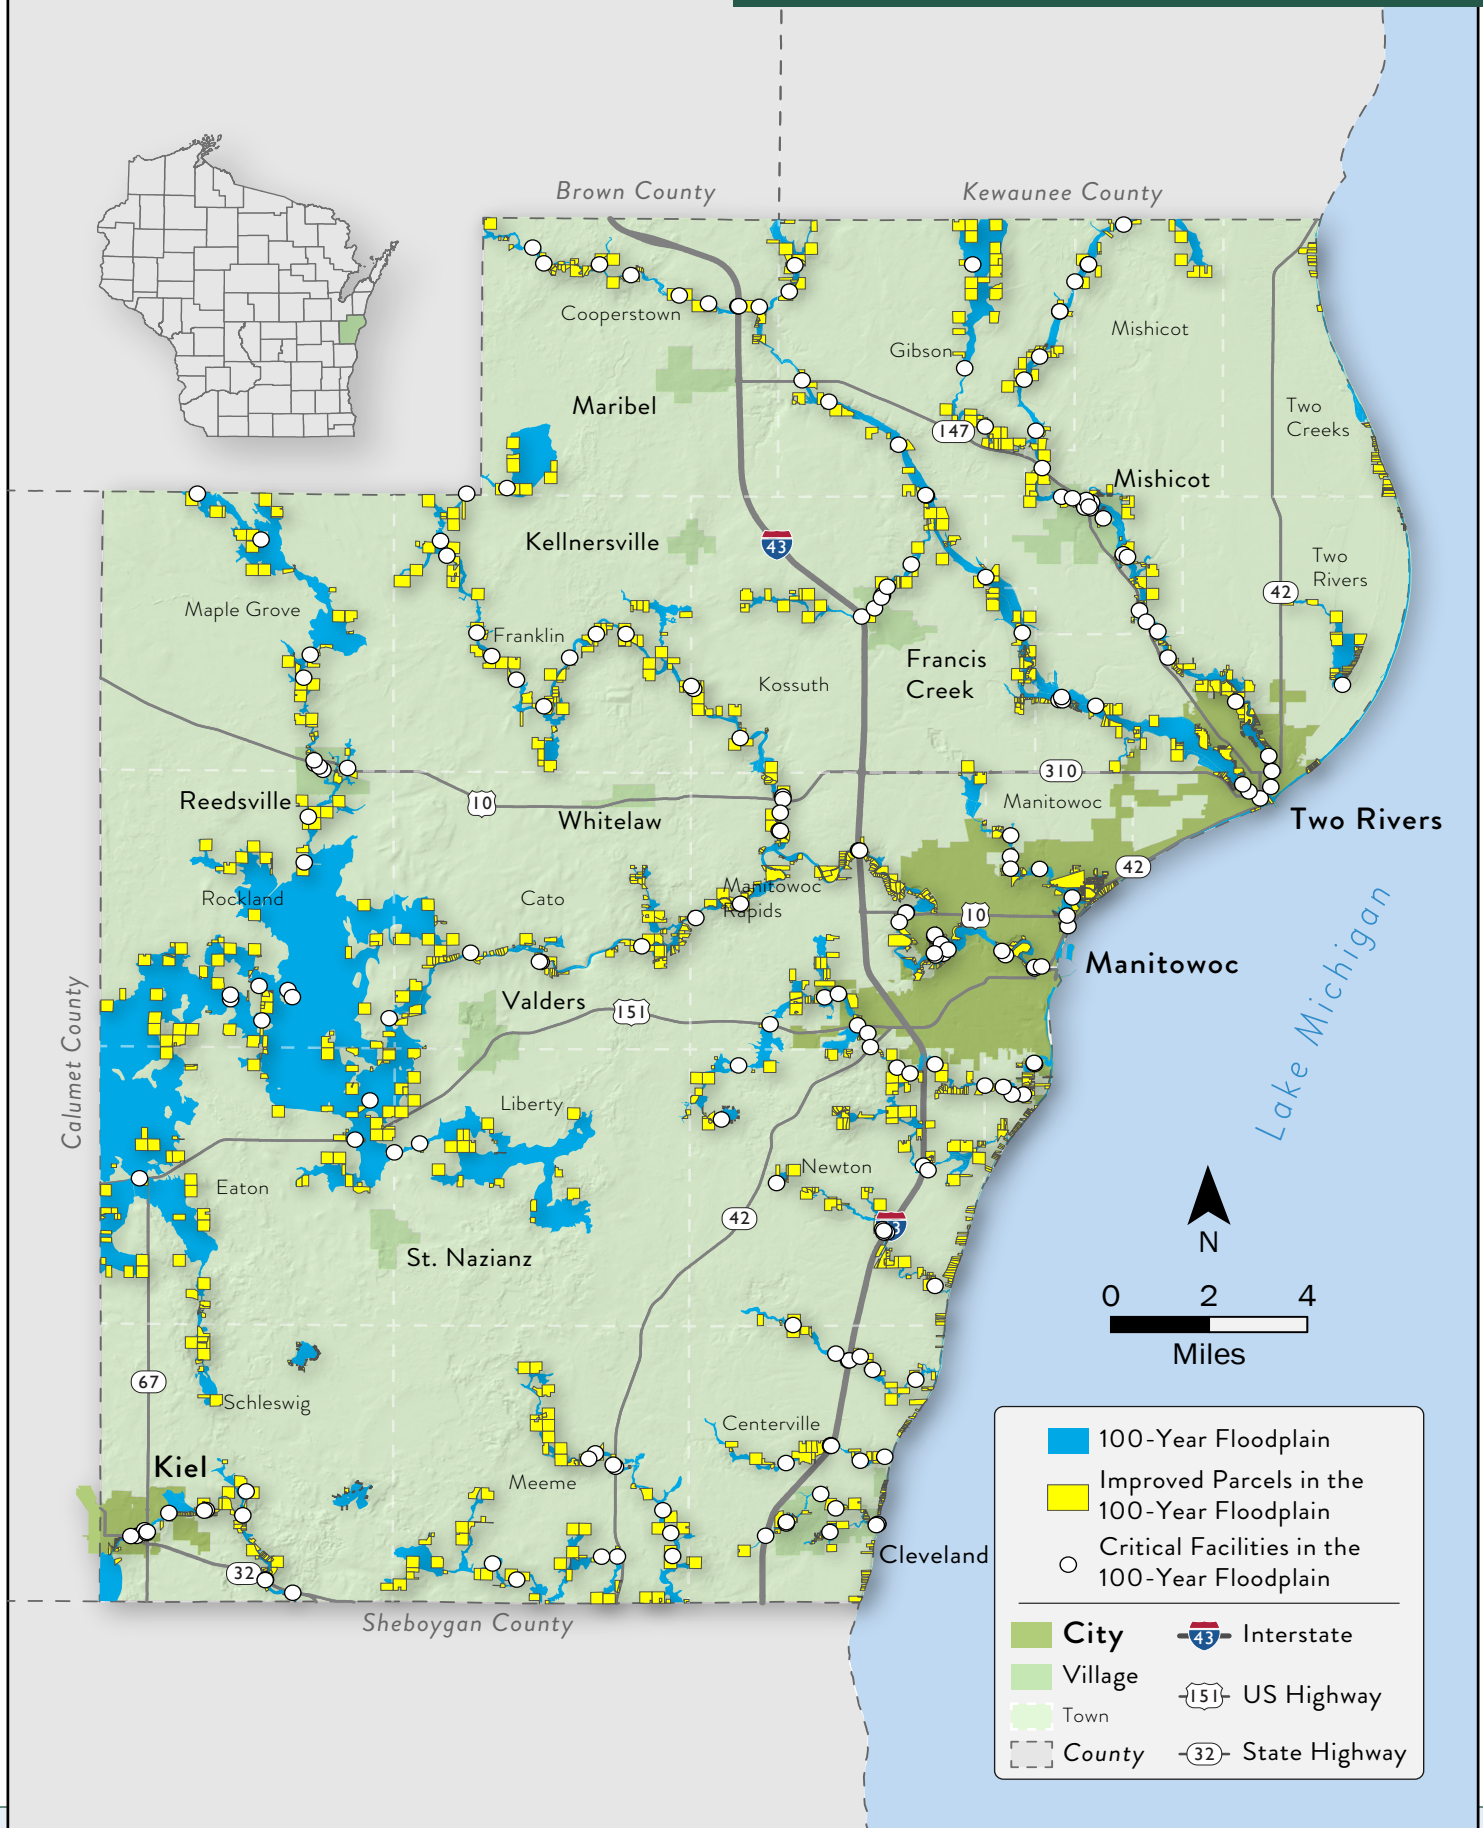 Brown County
Kewaunee County
Cooperstown
Gibson
Mishicot
Maribel
147
Two
Creeks
Mishicot
Kellnersville
43
Two
Rivers
42
Maple Grove
Franklin
Francis
Creek
Kossuth
310
Reedsville
10
Whitelaw
Manitowoc
Two Rivers
42
Rockland
Cato
Manitowoc
Rapids
10
Manitowoc
Lake Michigan
Valders
151
Calumet County
Liberty
Newton
Eaton
42
N
St. Nazianz
0 2 4
Miles
67
Schleswig
Centerville
Kiel
Meeme
Cleveland
32
Sheboygan County
100-Year Floodplain
Improved Parcels in the
100-Year Floodplain
Critical Facilities in the
100-Year Floodplain
City
43 Interstate
Village
151 US Highway
Town
County
32 State Highway